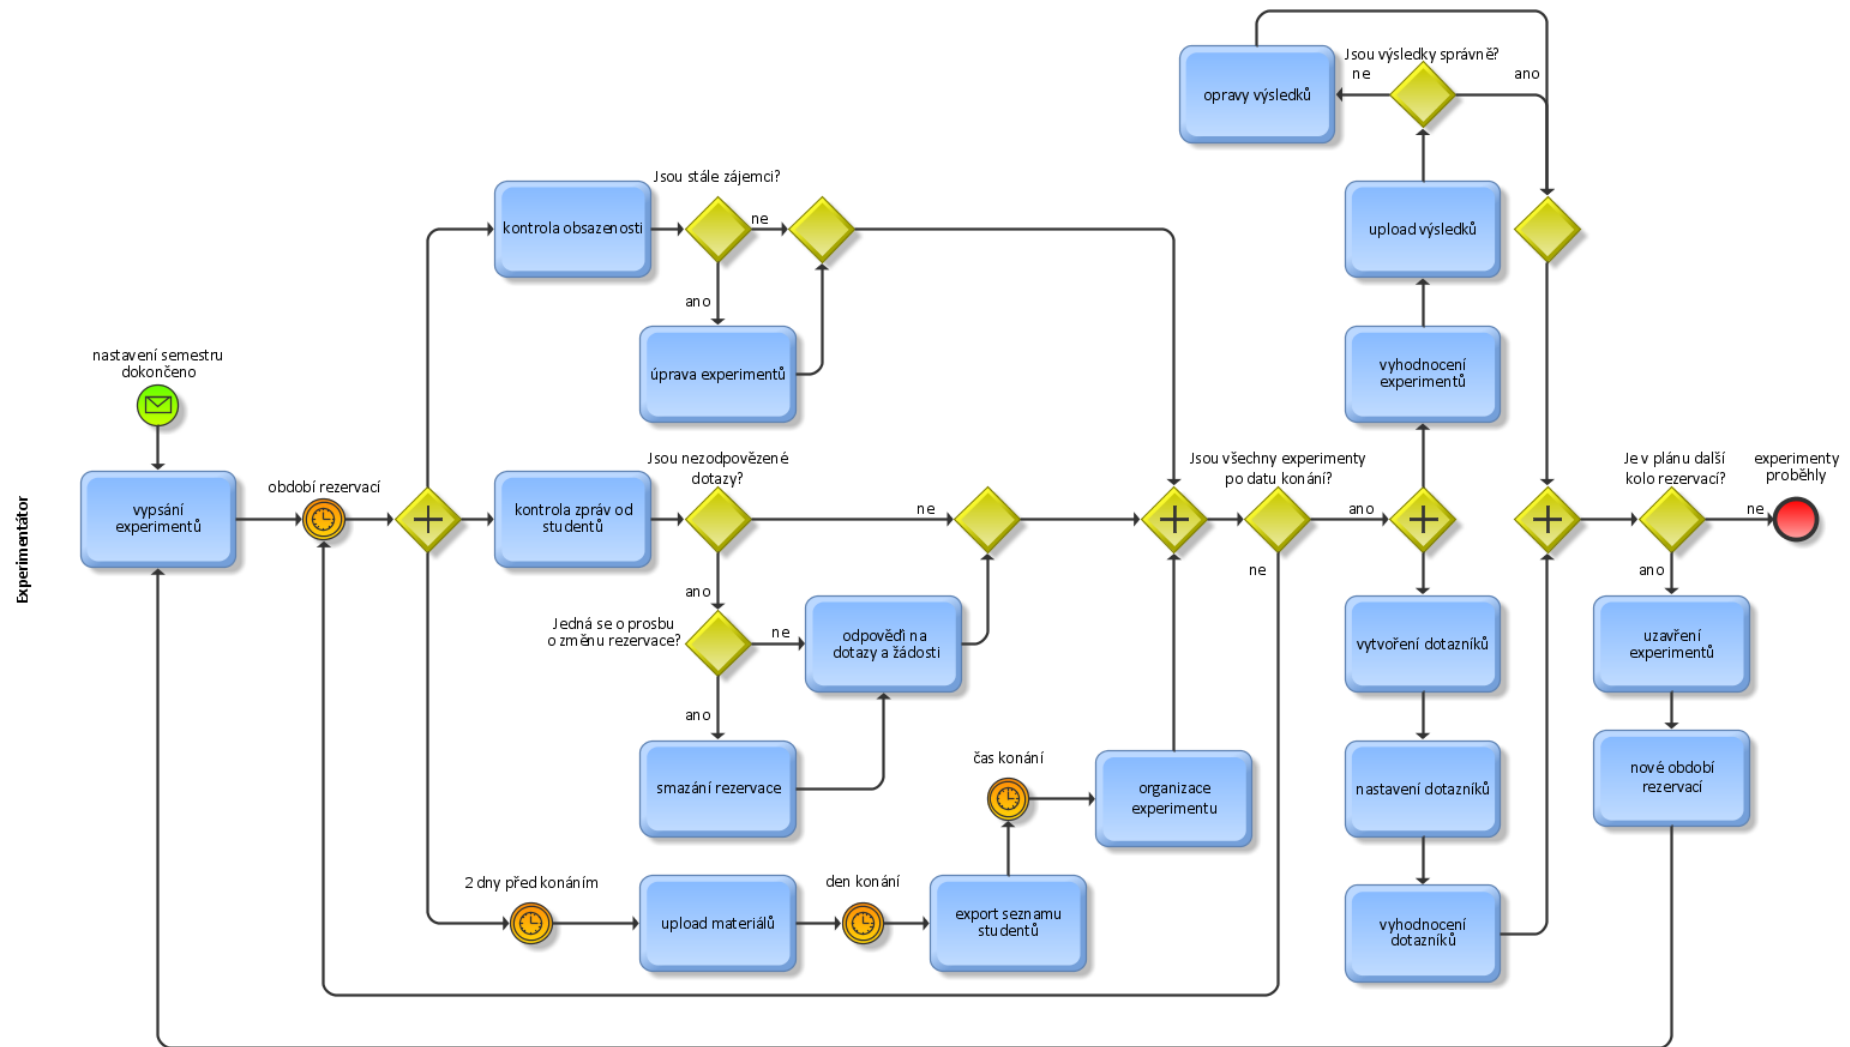 Experimentátor
nastavení semestru
dokončeno
vypsání
experimentů
období rezervací
kontrola obsazenosti
Jsou stále zájemci?
ne
ano
úprava experimentů
kontrola zpráv od
studentů
Jsou nezodpovězené
dotazy?
ne
ano
Jedná se o prosbu
o změnu rezervace?
ne
odpovědi na
dotazy a žádosti
ano
smazání rezervace
2 dny před konáním
upload materiálů
den konání
export seznamu
studentů
čas konání
organizace
experimentu
Jsou všechny experimenty
po datu konání?
ano
ne
vyhodnocení
experimentů
upload výsledků
Jsou výsledky správně?
ne
ano
opravy výsledků
vytvoření dotazníků
nastavení dotazníků
vyhodnocení
dotazníků
Je v plánu další
kolo rezervací?
ne
ano
experimenty
proběhly
uzavření
experimentů
nové období
rezervací